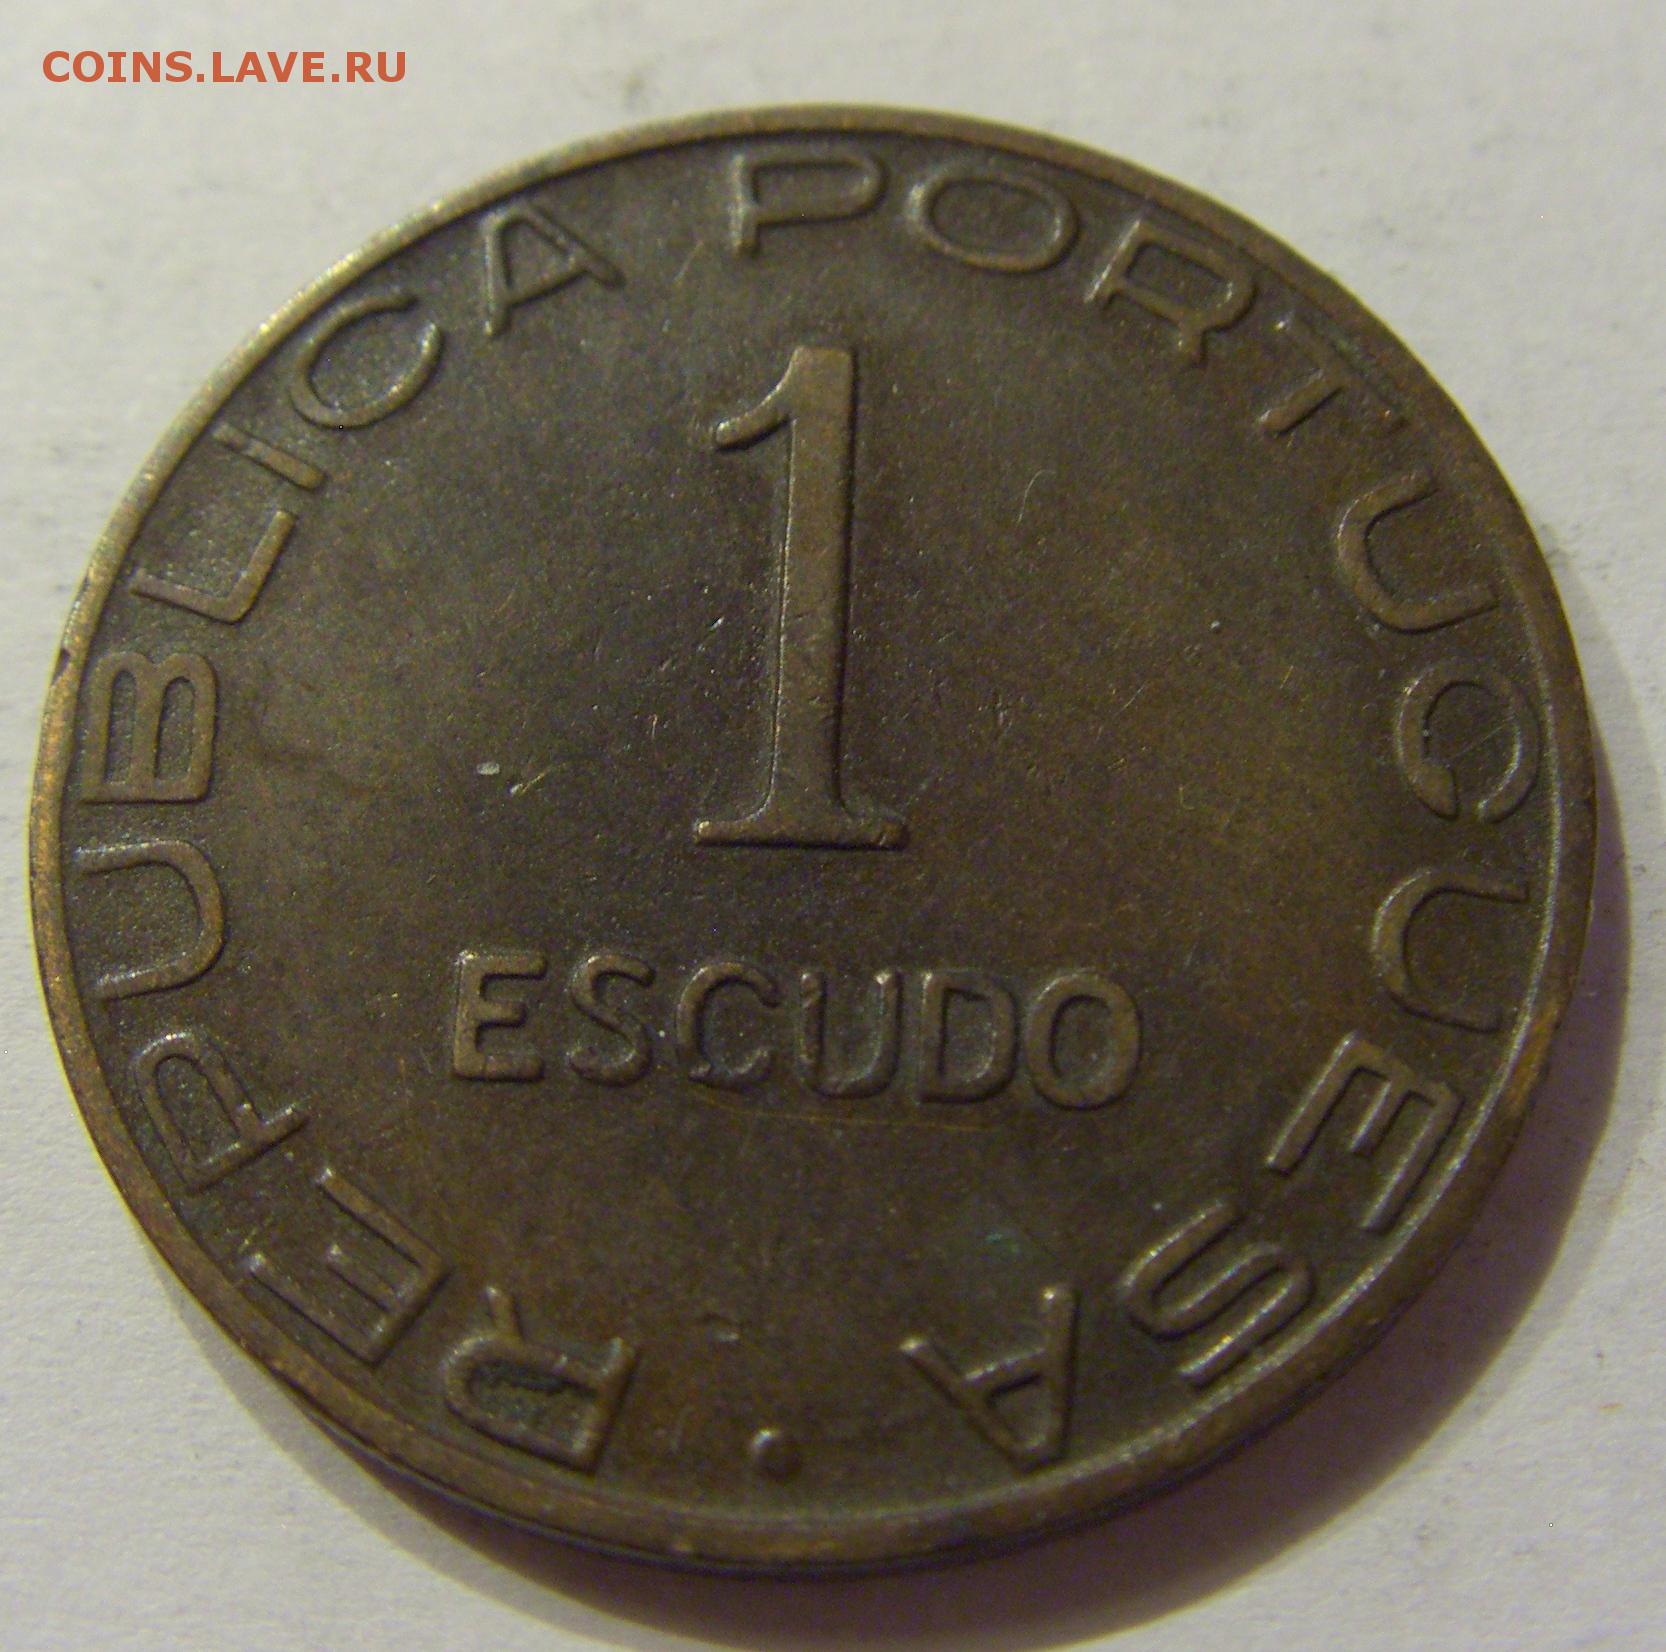 COINS.LAVE.RU
REPUBLICA PORTUGUESA ·
1
ESCUDO